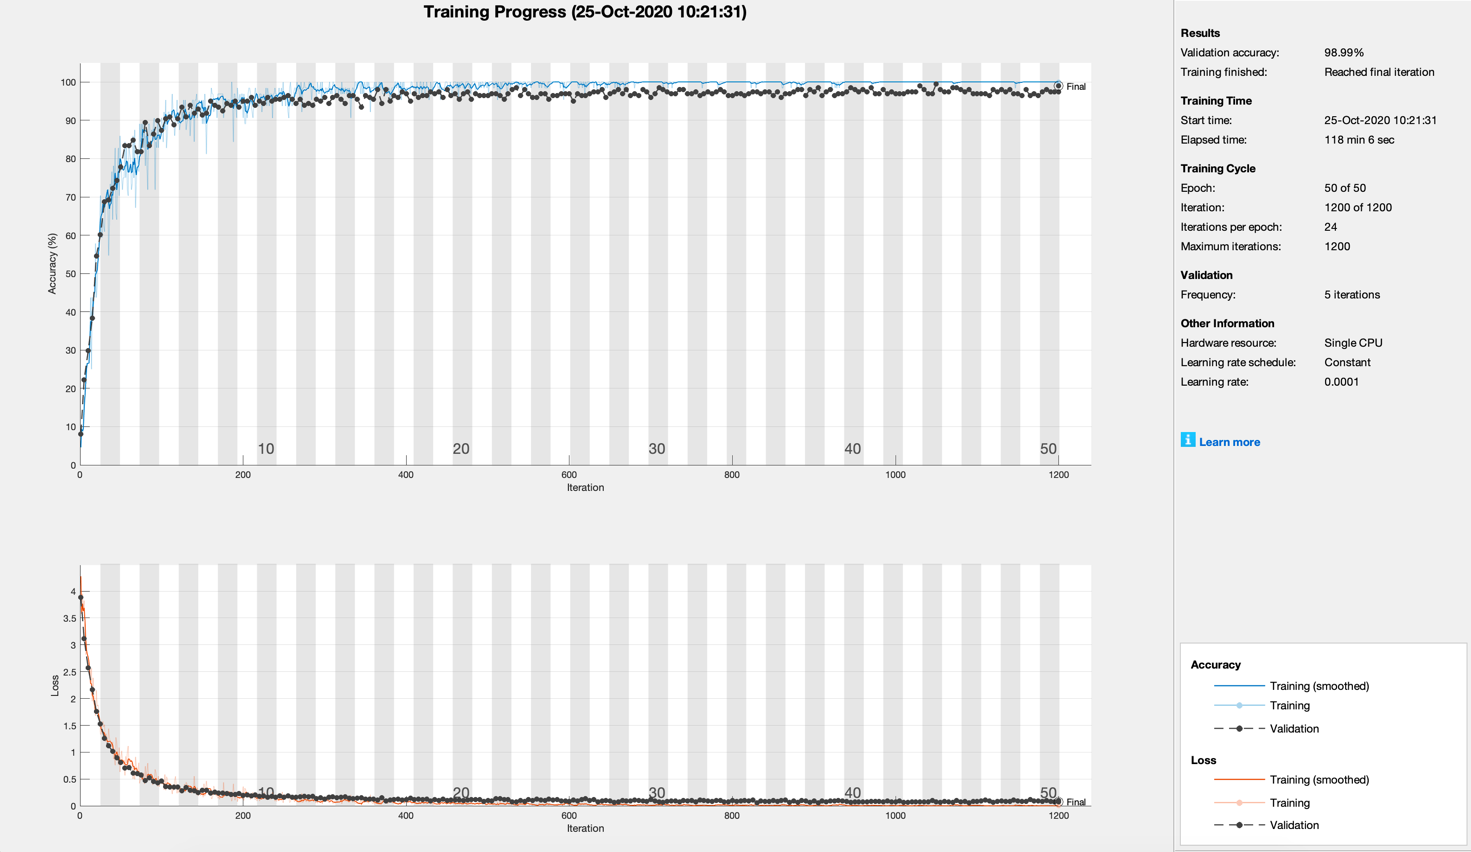 Training Progress (25-Oct-2020 10:21:31)
100
90
80
70
60
50
40
30
20
10
0
Accuracy (%)
Final
10 20 30 40 50
0 200 400 600 800 1000 1200
Iteration
4
3.5
3
2.5
2
1.5
1
0.5
0
Loss
10 20 30 40 50
Final
0 200 400 600 800 1000 1200
Iteration
Results
Validation accuracy: 98.99%
Training finished: Reached final iteration
Training Time
Start time: 25-Oct-2020 10:21:31
Elapsed time: 118 min 6 sec
Training Cycle
Epoch: 50 of 50
Iteration: 1200 of 1200
Iterations per epoch: 24
Maximum iterations: 1200
Validation
Frequency: 5 iterations
Other Information
Hardware resource: Single CPU
Learning rate schedule: Constant
Learning rate: 0.0001
i Learn more
Accuracy
Training (smoothed)
Training
Validation
Loss
Training (smoothed)
Training
Validation